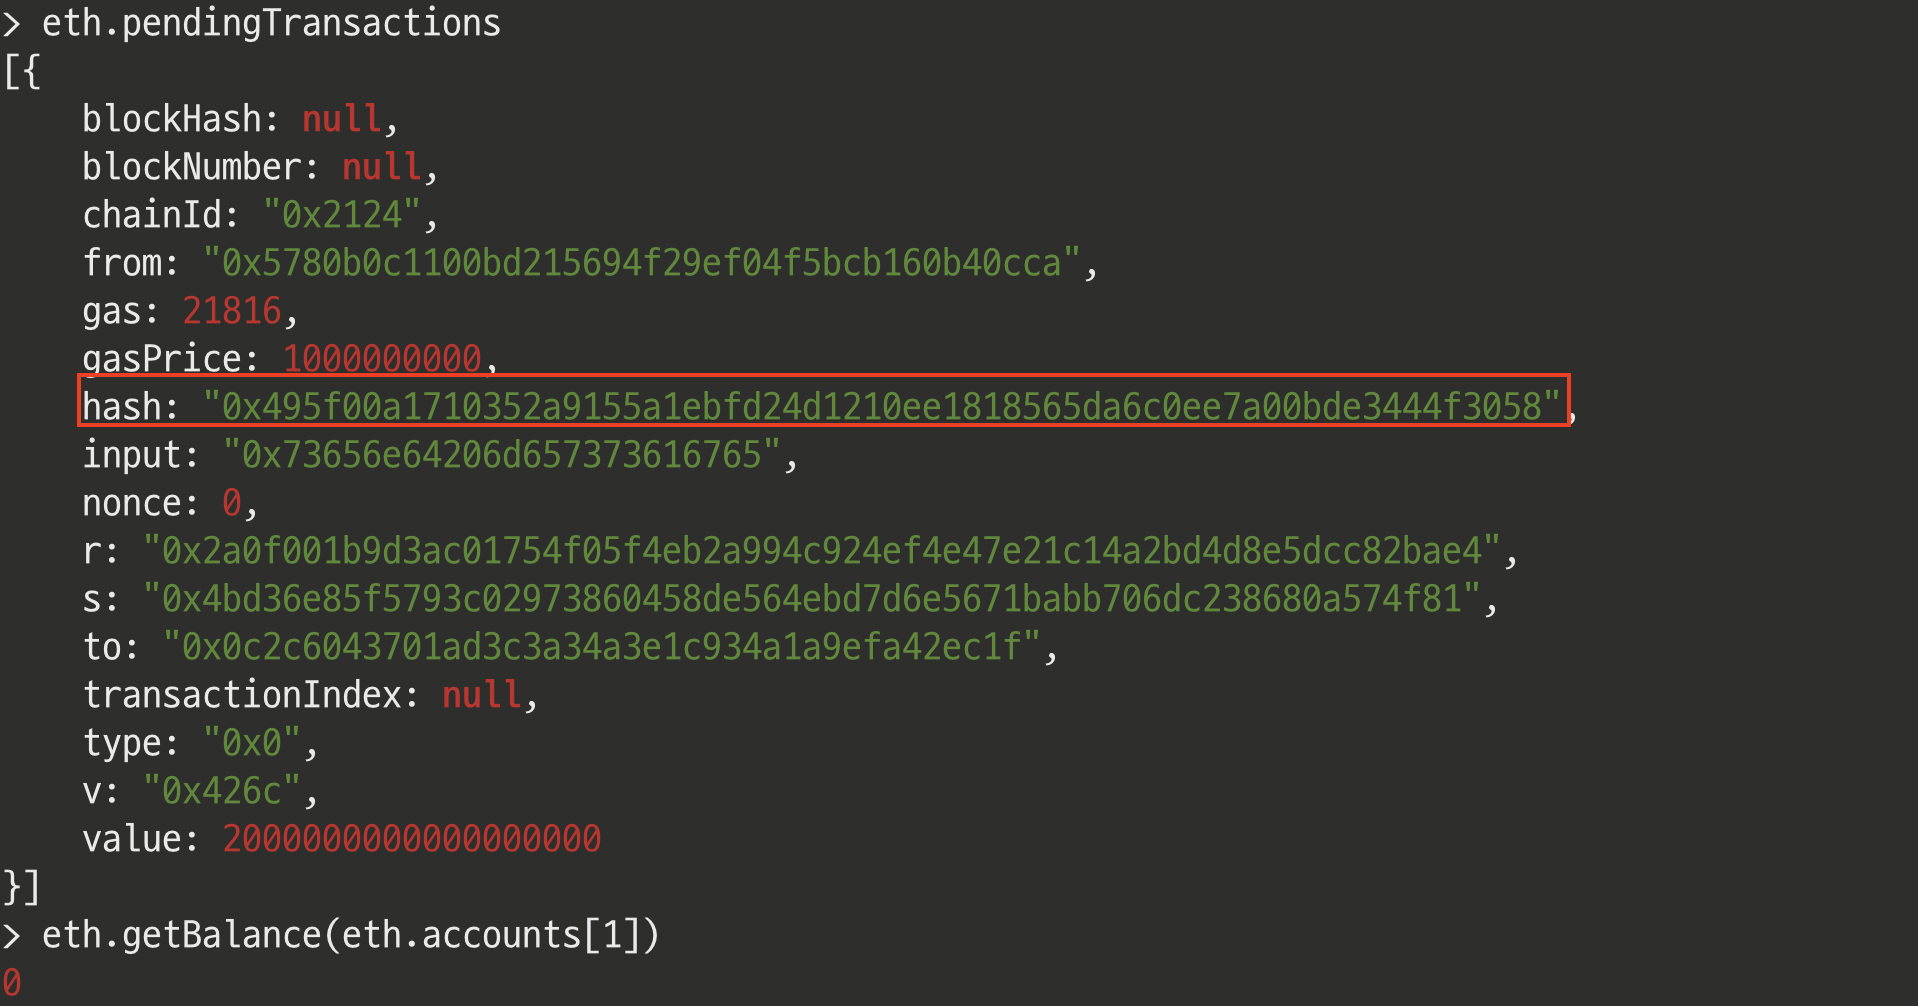 > eth.pendingTransactions
[{
    blockHash: null,
    blockNumber: null,
    chainId: "0x2124",
    from: "0x5780b0c1100bd215694f29ef04f5bcb160b40cca",
    gas: 21816,
    gasPrice: 1000000000,
    hash: "0x495f00a1710352a9155a1ebfd24d1210ee1818565da6c0ee7a00bde3444f3058",
    input: "0x73656e64206d657373616765",
    nonce: 0,
    r: "0x2a0f001b9d3ac01754f05f4eb2a994c924ef4e47e21c14a2bd4d8e5dcc82bae4",
    s: "0x4bd36e85f5793c02973860458de564ebd7d6e5671babb706dc238680a574f81",
    to: "0x0c2c6043701ad3c3a34a3e1c934a1a9efa42ec1f",
    transactionIndex: null,
    type: "0x0",
    v: "0x426c",
    value: 2000000000000000000
}]
> eth.getBalance(eth.accounts[1])
0